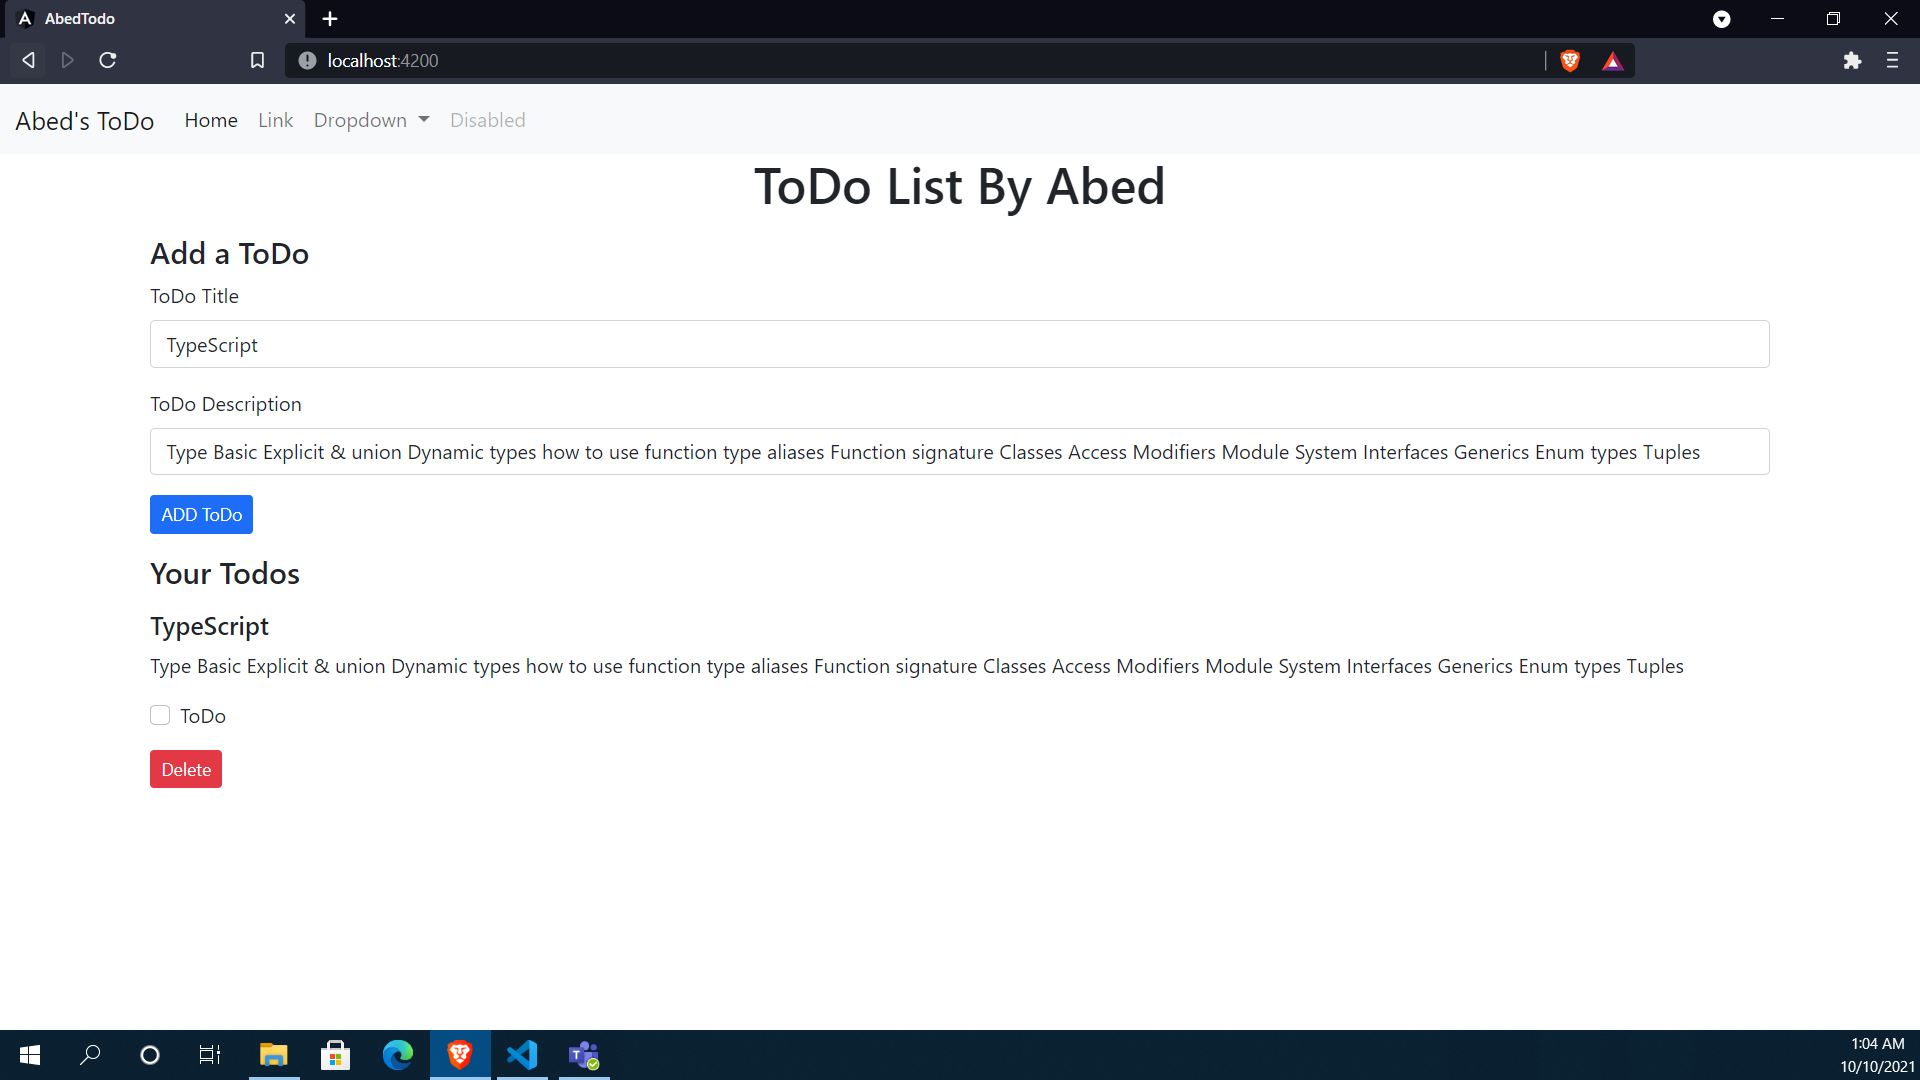 AbedTodo
localhost:4200
Abed's ToDo Home Link Dropdown Disabled
ToDo List By Abed
Add a ToDo
ToDo Title
TypeScript
ToDo Description
Type Basic Explicit & union Dynamic types how to use function type aliases Function signature Classes Access Modifiers Module System Interfaces Generics Enum types Tuples
ADD ToDo
Your Todos
TypeScript
Type Basic Explicit & union Dynamic types how to use function type aliases Function signature Classes Access Modifiers Module System Interfaces Generics Enum types Tuples
ToDo
Delete
1:04 AM
10/10/2021